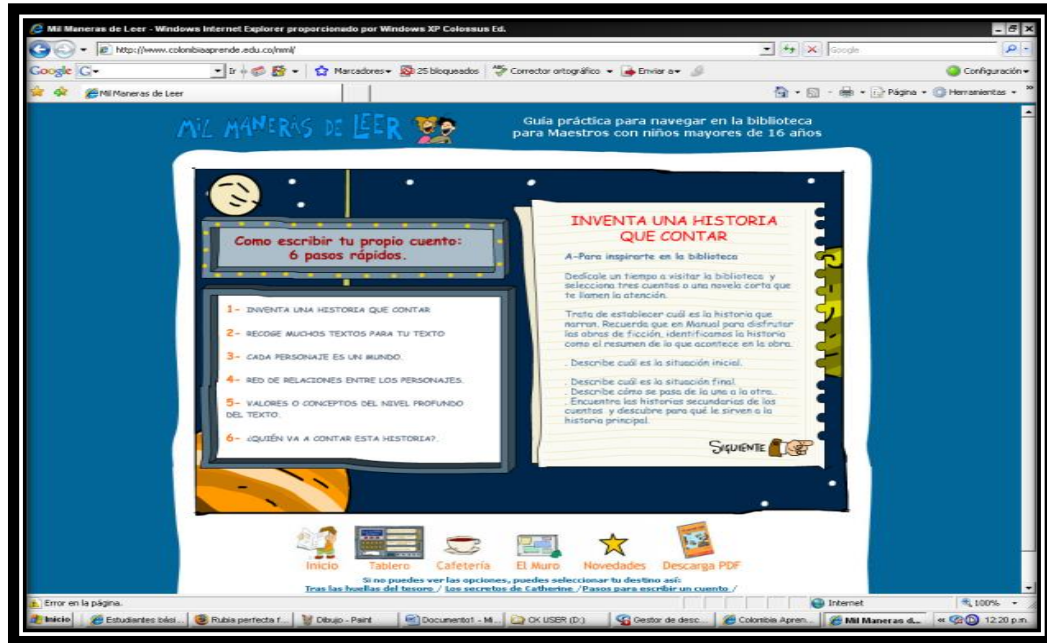 Mil Maneras de Leer - Windows Internet Explorer proporcionado por Windows XP Colossus Ed.
http://www.colombiaaprende.edu.co/mml/
Google
Google
Ir
Marcadores
25 bloqueados
Corrector ortográfico
Enviar a
Configuración
Mil Maneras de Leer
Página
Herramientas
MIL MANERAS DE LEER
Guía práctica para navegar en la biblioteca
para Maestros con niños mayores de 16 años
Como escribir tu propio cuento:
6 pasos rápidos.
1- INVENTA UNA HISTORIA QUE CONTAR
2- RECOGE MUCHOS TEXTOS PARA TU TEXTO
3- CADA PERSONAJE ES UN MUNDO.
4- RED DE RELACIONES ENTRE LOS PERSONAJES.
5- VALORES O CONCEPTOS DEL NIVEL PROFUNDO
DEL TEXTO.
6- ¿QUIÉN VA A CONTAR ESTA HISTORIA?.
INVENTA UNA HISTORIA
QUE CONTAR
A-Para inspirarte en la biblioteca
Dedícale un tiempo a visitar la biblioteca y
selecciona tres cuentos o una novela corta que
te llamen la atención.
Trata de establecer cuál es la historia que
narran. Recuerda que en Manual para disfrutar
las obras de ficción, identificamos la historia
como el resumen de lo que acontece en la obra.
. Describe cuál es la situación inicial.
. Describe cuál es la situación final.
. Describe cómo se pasa de la una a la otra..
. Encuentra las historias secundarias de los
cuentos y descubre para qué le sirven a la
historia principal.
SIGUIENTE
Inicio
Tablero
Cafetería
El Muro
Novedades
Descarga PDF
Si no puedes ver las opciones, puedes seleccionar tu destino así:
Tras las huellas del tesoro / Los secretos de Catherine /Pasos para escribir un cuento /
Error en la página.
Internet
100%
Inicio
Estudiantes bási...
Rubia perfecta f...
Dibujo - Paint
Documento1 - M...
OK USER (D:)
Gestor de desc...
Colombia Apren...
Mil Maneras d...
12:20 p.m.